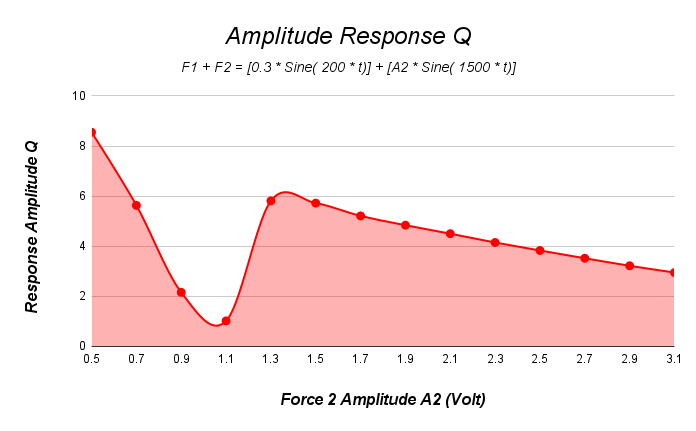 Amplitude Response Q
F1 + F2 = [0.3 * Sine( 200 * t)] + [A2 * Sine( 1500 * t)]
Response Amplitude Q
10
8
6
4
2
0
0.5 0.7 0.9 1.1 1.3 1.5 1.7 1.9 2.1 2.3 2.5 2.7 2.9 3.1
Force 2 Amplitude A2 (Volt)